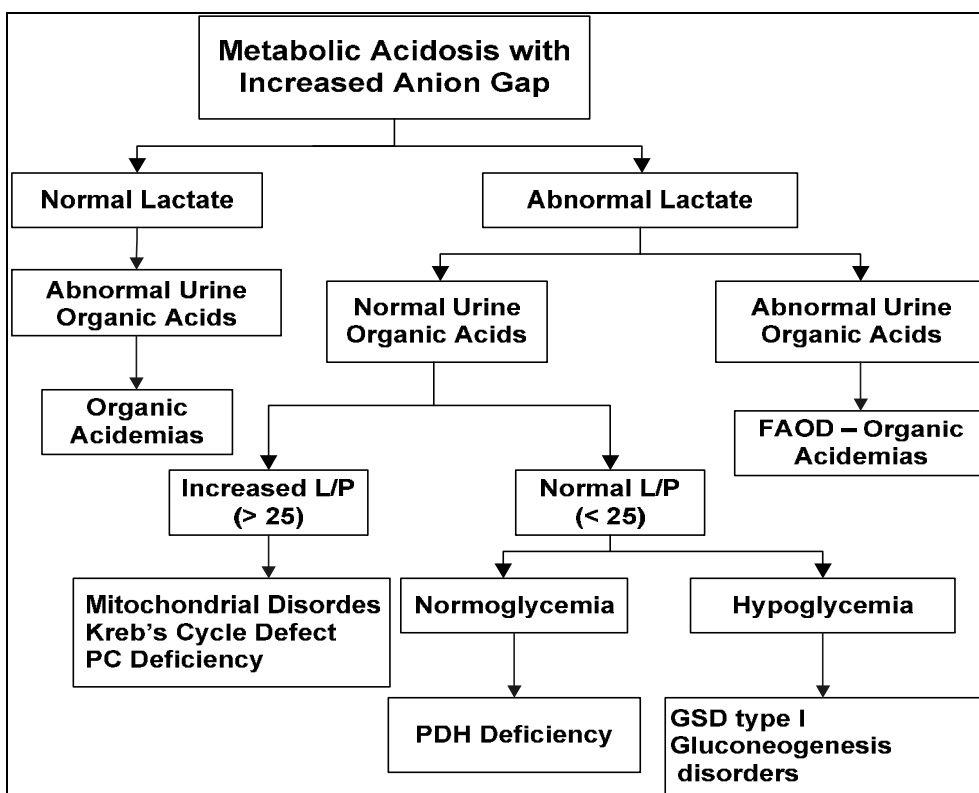 Metabolic Acidosis with
Increased Anion Gap
Normal Lactate
Abnormal Lactate
Abnormal Urine
Organic Acids
Normal Urine
Organic Acids
Abnormal Urine
Organic Acids
Organic
Acidemias
FAOD – Organic
Acidemias
Increased L/P
(> 25)
Normal L/P
(< 25)
Mitochondrial Disordes
Kreb's Cycle Defect
PC Deficiency
Normoglycemia
Hypoglycemia
PDH Deficiency
GSD type I
Gluconeogenesis
disorders